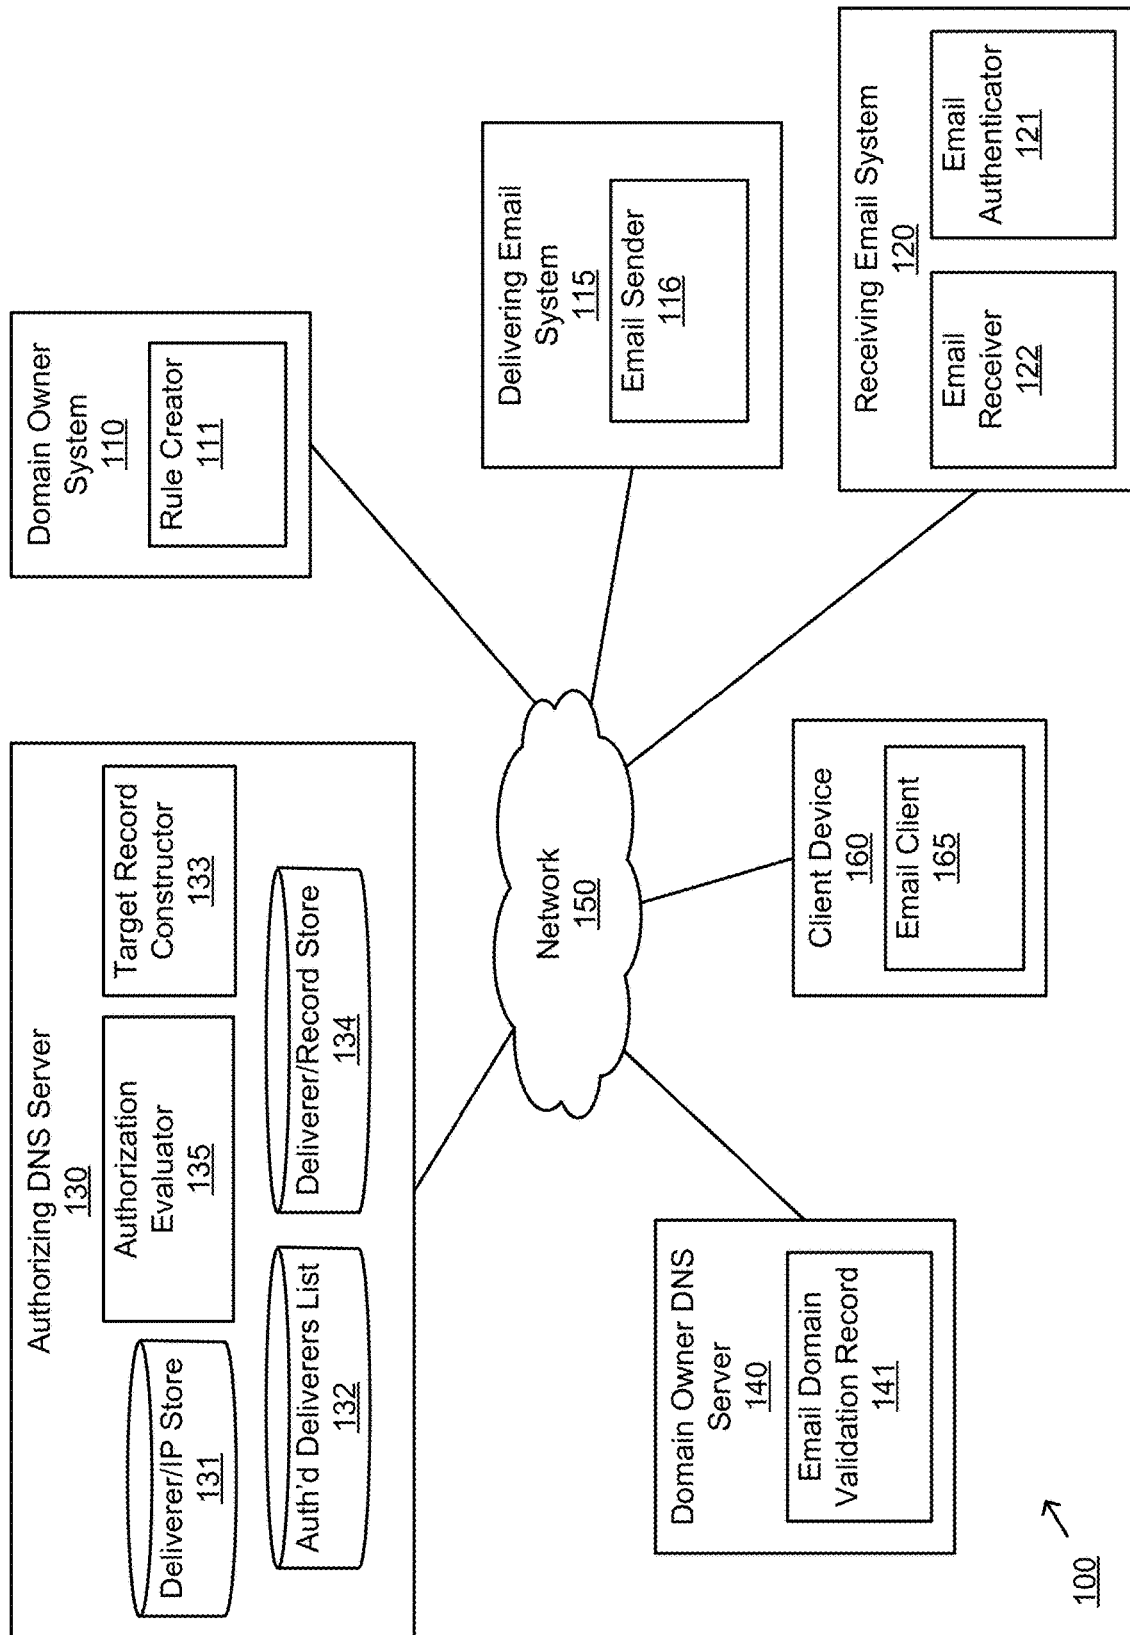 Authorizing DNS Server
130
Deliverer/IP Store
131
Authorization
Evaluator
135
Target Record
Constructor
133
Auth'd Deliverers List
132
Deliverer/Record Store
134
Domain Owner
System
110
Rule Creator
111
Network
150
Delivering Email
System
115
Email Sender
116
Domain Owner DNS
Server
140
Email Domain
Validation Record
141
Client Device
160
Email Client
165
Receiving Email System
120
Email
Receiver
122
Email
Authenticator
121
100